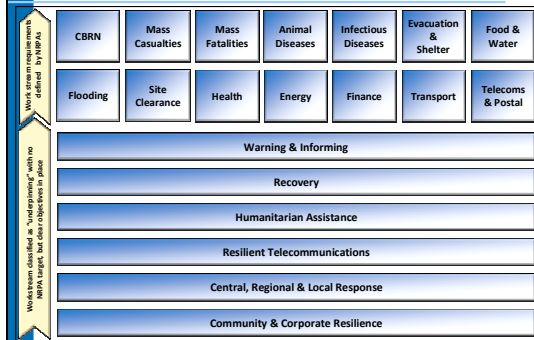 Work stream requirements
defined by NRPAs
CBRN
Mass
Casualties
Mass
Fatalities
Animal
Diseases
Infectious
Diseases
Evacuation
&
Shelter
Food &
Water
Flooding
Site
Clearance
Health
Energy
Finance
Transport
Telecoms
& Postal
Workstream classified as "underpinning" with no
NRPA target, but clear objectives in place
Warning & Informing
Recovery
Humanitarian Assistance
Resilient Telecommunications
Central, Regional & Local Response
Community & Corporate Resilience